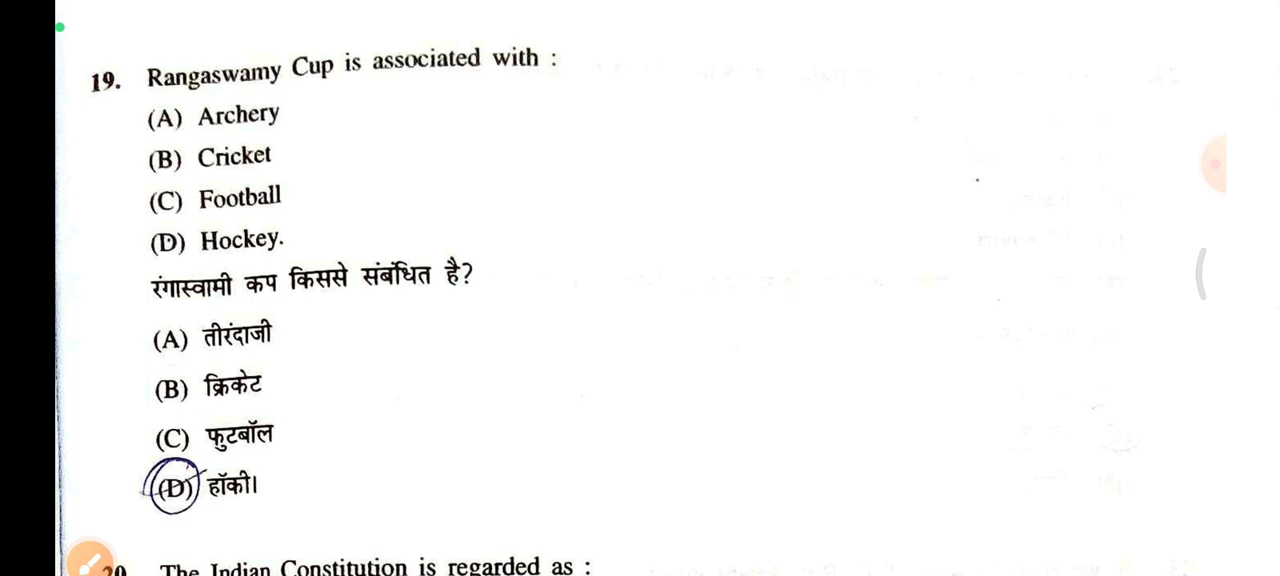 19. Rangaswamy Cup is associated with :
(A) Archery
(B) Cricket
(C) Football
(D) Hockey.
रंगास्वामी कप किससे संबंधित है?
(A) तीरंदाजी
(B) क्रिकेट
(C) फुटबॉल
(D) हॉकी।
20. The Indian Constitution is regarded as :